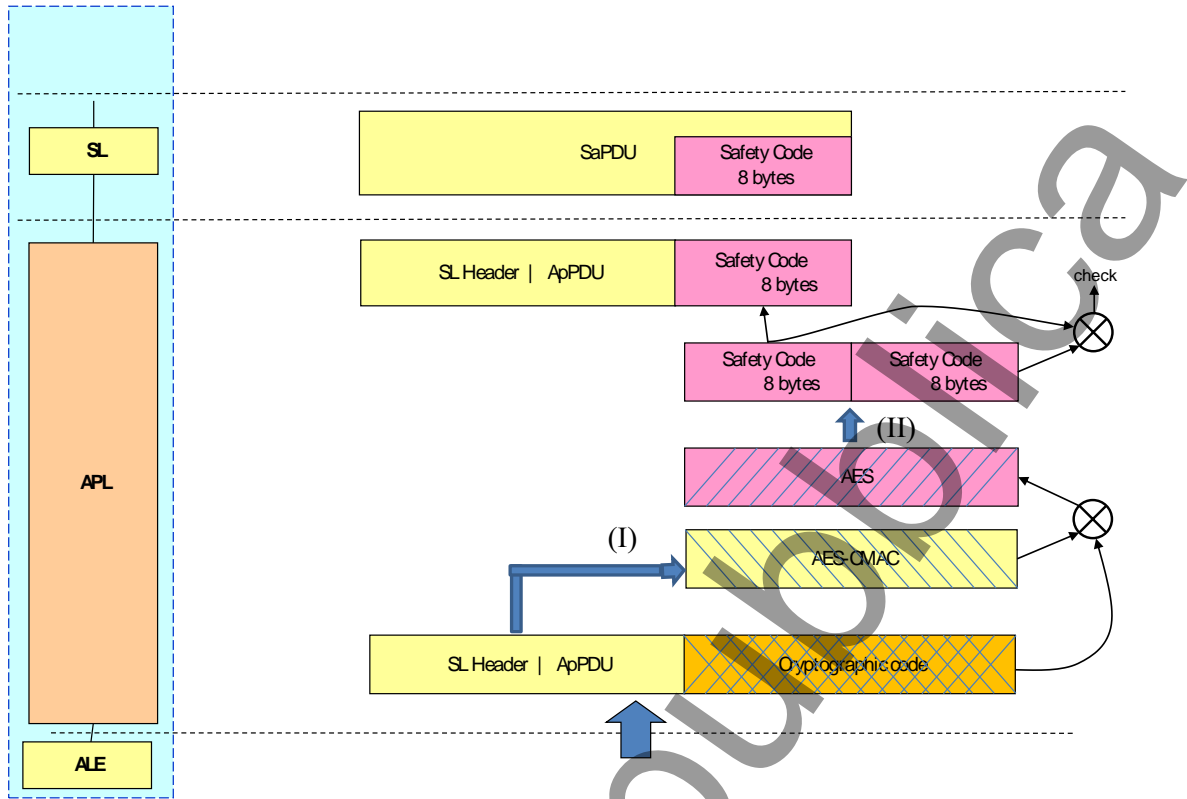 SL
SaPDU
Safety Code
8 bytes
SL Header | ApPDU
Safety Code
8 bytes
check
Safety Code
8 bytes
Safety Code
8 bytes
(II)
APL
AES
(I)
AES-CMAC
SL Header | ApPDU
Cryptographic code
ALE
pubblica